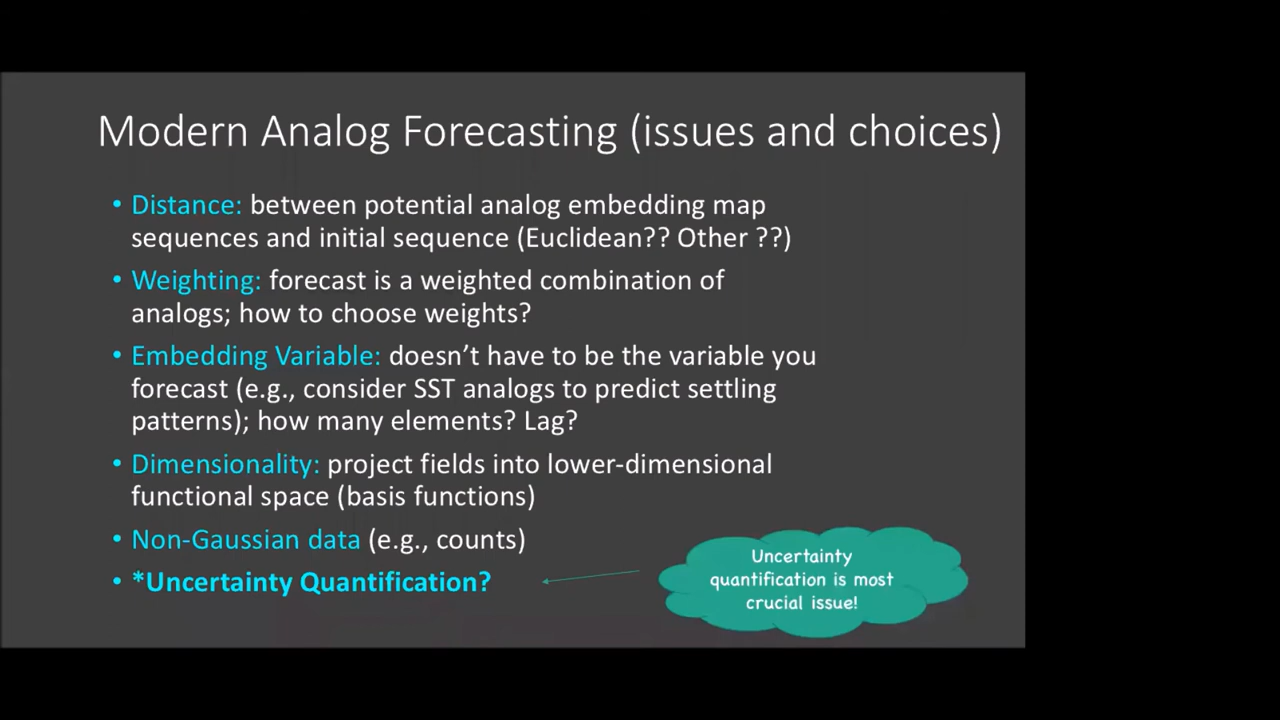 Modern Analog Forecasting (issues and choices)
• Distance: between potential analog embedding map
sequences and initial sequence (Euclidean?? Other ??)
• Weighting: forecast is a weighted combination of
analogs; how to choose weights?
• Embedding Variable: doesn’t have to be the variable you
forecast (e.g., consider SST analogs to predict settling
patterns); how many elements? Lag?
• Dimensionality: project fields into lower-dimensional
functional space (basis functions)
• Non-Gaussian data (e.g., counts)
• *Uncertainty Quantification?
Uncertainty
quantification is most
crucial issue!